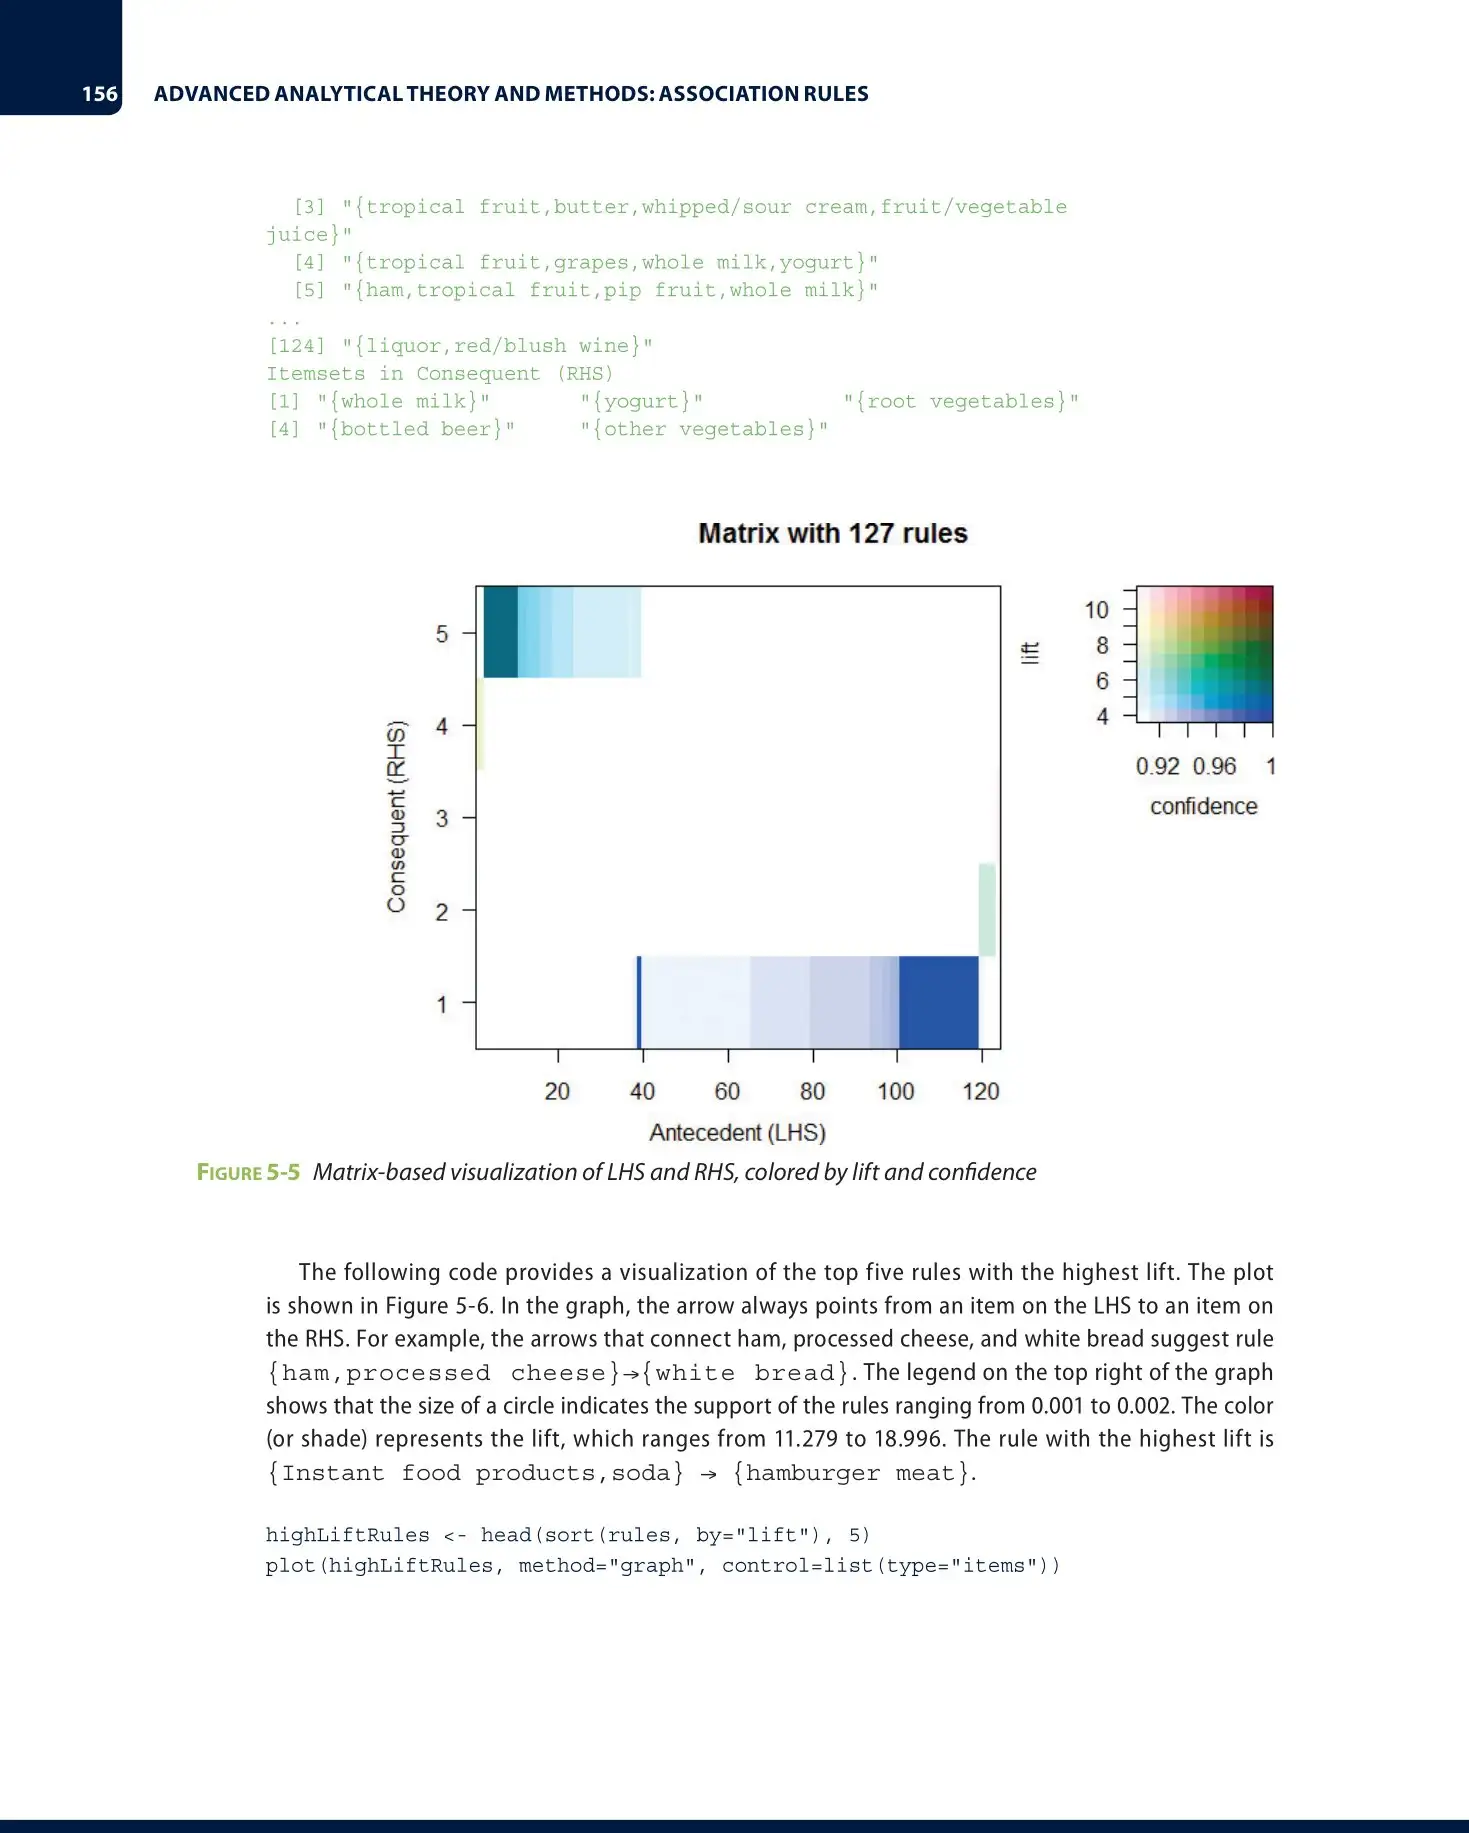 156 ADVANCED ANALYTICAL THEORY AND METHODS: ASSOCIATION RULES
[3] "{tropical fruit,butter,whipped/sour cream,fruit/vegetable
juice}"
[4] "{tropical fruit,grapes,whole milk,yogurt}"
[5] "{ham,tropical fruit,pip fruit,whole milk}"
...
[124] "{liquor,red/blush wine}"
Itemsets in Consequent (RHS)
[1] "{whole milk}" "{yogurt}" "{root vegetables}"
[4] "{bottled beer}" "{other vegetables}"
Matrix with 127 rules
Consequent (RHS)
5
4
3
2
1
20 40 60 80 100 120
Antecedent (LHS)
lift
10
8
6
4
0.92 0.96 1
confidence
FIGURE 5-5 Matrix-based visualization of LHS and RHS, colored by lift and confidence
The following code provides a visualization of the top five rules with the highest lift. The plot
is shown in Figure 5-6. In the graph, the arrow always points from an item on the LHS to an item on
the RHS. For example, the arrows that connect ham, processed cheese, and white bread suggest rule
{ham,processed cheese}→{white bread}. The legend on the top right of the graph
shows that the size of a circle indicates the support of the rules ranging from 0.001 to 0.002. The color
(or shade) represents the lift, which ranges from 11.279 to 18.996. The rule with the highest lift is
{Instant food products,soda} → {hamburger meat}.
highLiftRules <- head(sort(rules, by="lift"), 5)
plot(highLiftRules, method="graph", control=list(type="items"))